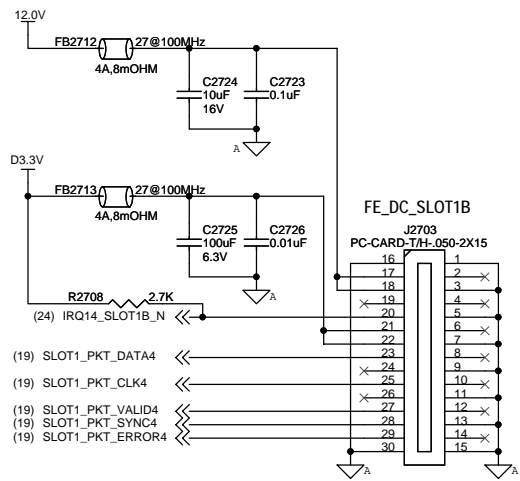 12.0V
FB2712 27@100MHz
4A,8mOHM
C2724
10uF
16V
C2723
0.1uF
A
D3.3V
FB2713 27@100MHz
4A,8mOHM
C2725
100uF
6.3V
C2726
0.01uF
A
FE_DC_SLOT1B
J2703
PC-CARD-T/H-.050-2X15
R2708 2.7K
(24) IRQ14_SLOT1B_N
(19) SLOT1_PKT_DATA4
(19) SLOT1_PKT_CLK4
(19) SLOT1_PKT_VALID4
(19) SLOT1_PKT_SYNC4
(19) SLOT1_PKT_ERROR4
16 1
17 2
18 3
19 4
20 5
21 6
22 7
23 8
24 9
25 10
26 11
27 12
28 13
29 14
30 15
A A